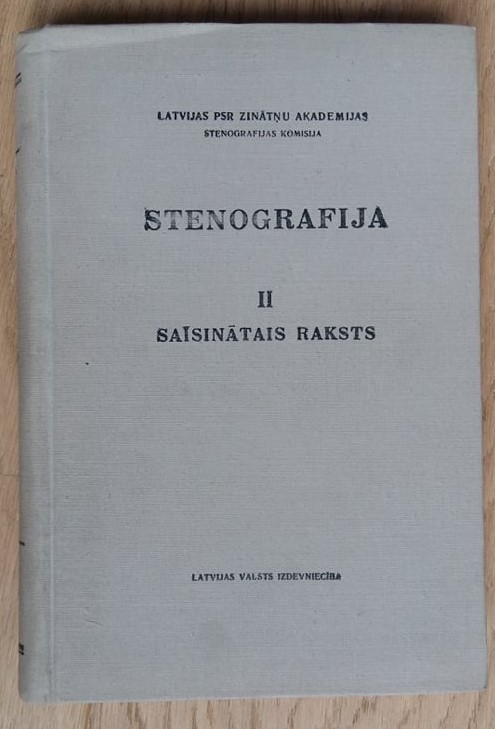 LATVIJAS PSR ZINĀTŅU AKADEMIJAS
STENOGRAFIJAS KOMISIJA
STENOGRAFIJA
II
SAĪSINĀTAIS RAKSTS
LATVIJAS VALSTS IZDEVNIECĪBA